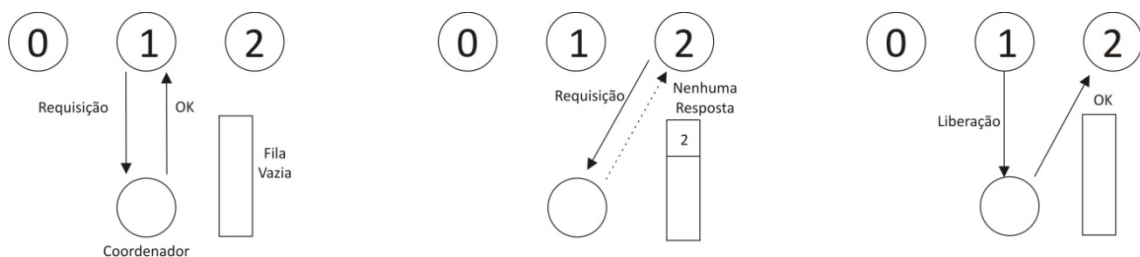 0 1 2
Requisição
OK
Fila
Vazia
Coordenador
0 1 2
Requisição
Nenhuma
Resposta
2
0 1 2
Liberação
OK